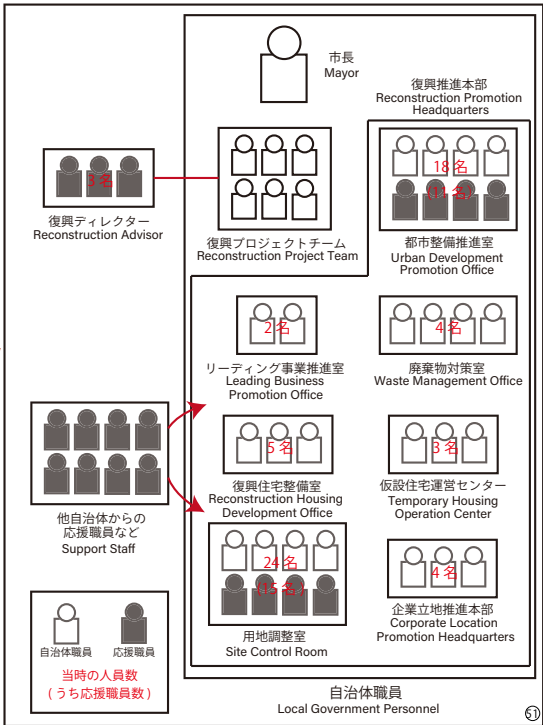 市長
Mayor
復興推進本部
Reconstruction Promotion
Headquarters
3 名
復興ディレクター
Reconstruction Advisor
復興プロジェクトチーム
Reconstruction Project Team
18 名
(11 名)
都市整備推進室
Urban Development
Promotion Office
2 名
リーディング事業推進室
Leading Business
Promotion Office
4 名
廃棄物対策室
Waste Management Office
他自治体からの
応援職員など
Support Staff
5 名
復興住宅整備室
Reconstruction Housing
Development Office
3 名
仮設住宅運営センター
Temporary Housing
Operation Center
24 名
(15 名)
用地調整室
Site Control Room
4 名
企業立地推進本部
Corporate Location
Promotion Headquarters
自治体職員
応援職員
当時の人員数
( うち応援職員数 )
自治体職員
Local Government Personnel
51